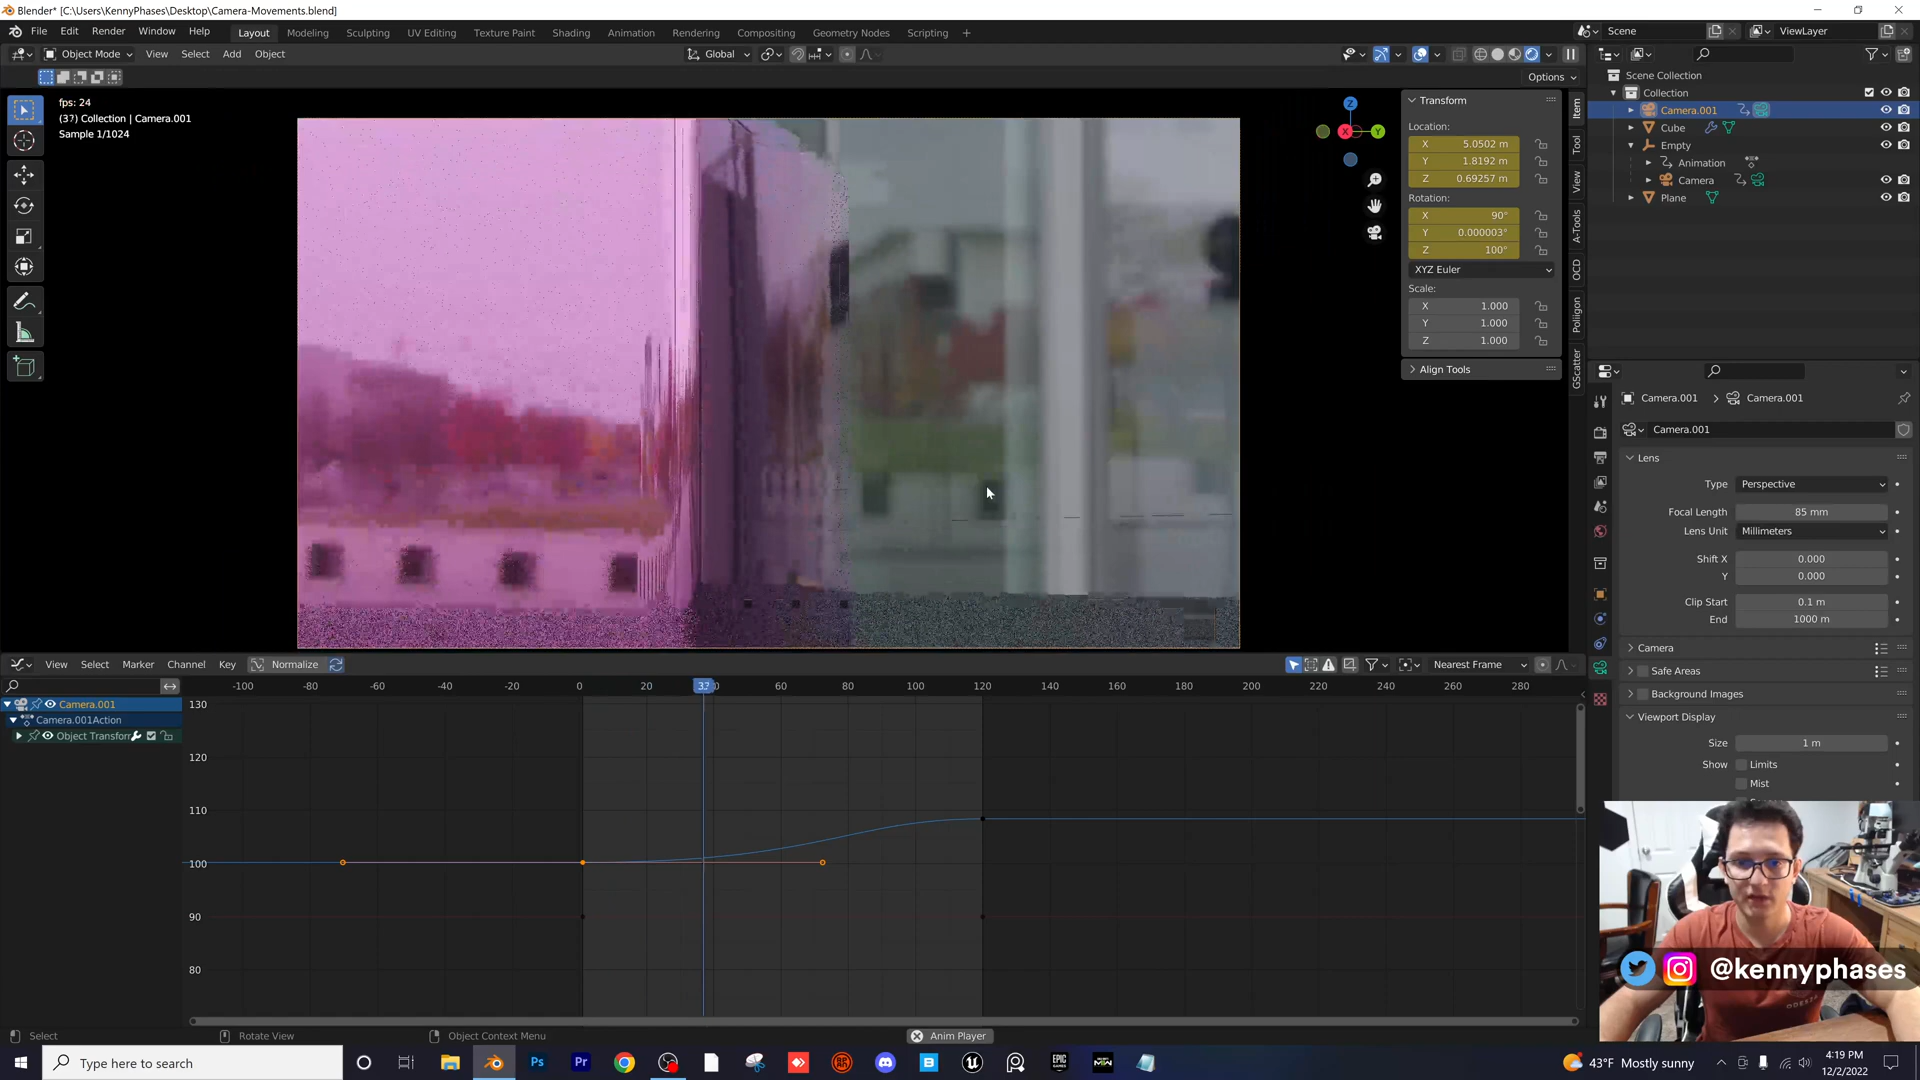 Blender* [C:\Users\KennyPhases\Desktop\Camera-Movements.blend]
File Edit Render Window Help Layout Modeling Sculpting UV Editing Texture Paint Shading Animation Rendering Compositing Geometry Nodes Scripting Scene ViewLayer
Object Mode View Select Add Object Global
Options
fps: 24
(37) Collection | Camera.001
Sample 1/1024
Z
X
Y
Transform
Location:
X 5.0502 m
Y 1.8192 m
Z 0.69257 m
Rotation:
X 90°
Y 0.000003°
Z 100°
XYZ Euler
Scale:
X 1.000
Y 1.000
Z 1.000
Align Tools
Item
Tool
View
A-Tools
OCD
Poliigon
GScatter
Scene Collection
Collection
Camera.001
Cube
Empty
Animation
Camera
Plane
Camera.001 > Camera.001
Camera.001
Lens
Type Perspective
Focal Length 85 mm
Lens Unit Millimeters
Shift X 0.000
Y 0.000
Clip Start 0.1 m
End 1000 m
Camera
Safe Areas
Background Images
Viewport Display
Size 1 m
Show Limits
Mist
View Select Marker Channel Key Normalize Nearest Frame
-100 -80 -60 -40 -20 0 20 60 80 100 120 140 160 180 200 220 240 260 280
Camera.001
Camera.001Action
Object Transform
130
120
110
100
90
80
@kennyphases
Select Rotate View Object Context Menu Anim Player
Type here to search
Ps
Pr
43°F Mostly sunny
4:19 PM
12/2/2022